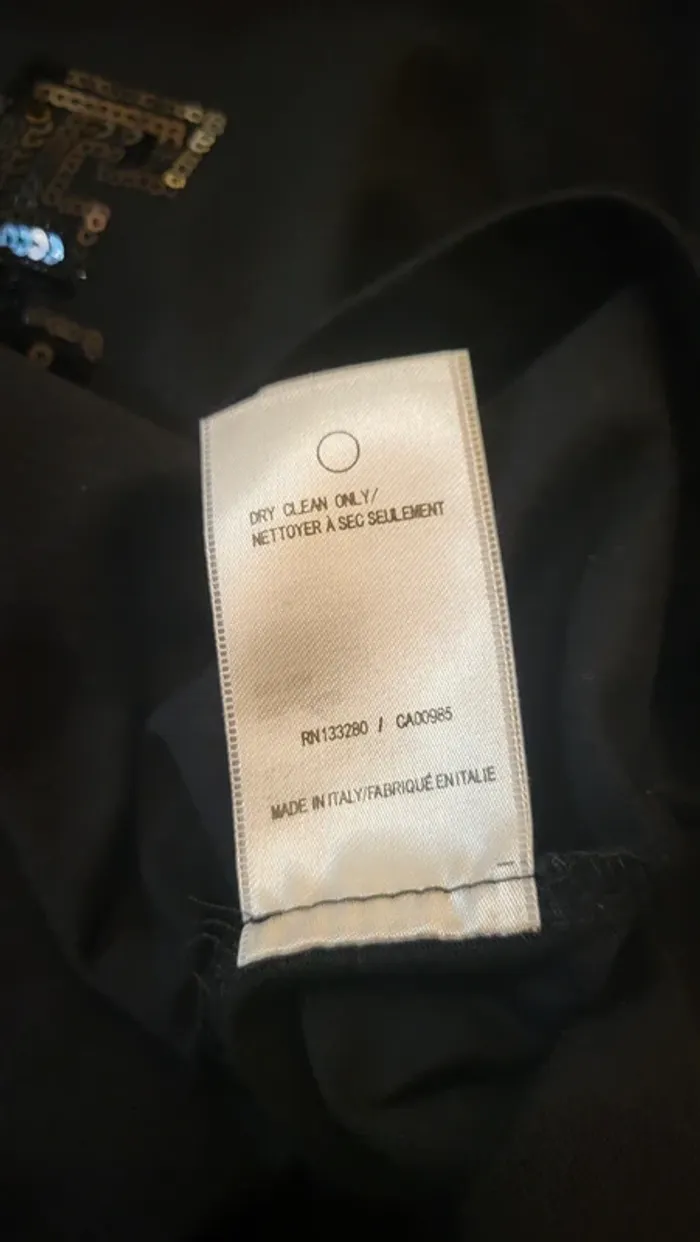 DRY CLEAN ONLY/
NETTOYER À SEC SEULEMENT
RN133280 / CA00985
MADE IN ITALY/FABRIQUÉ EN ITALIE